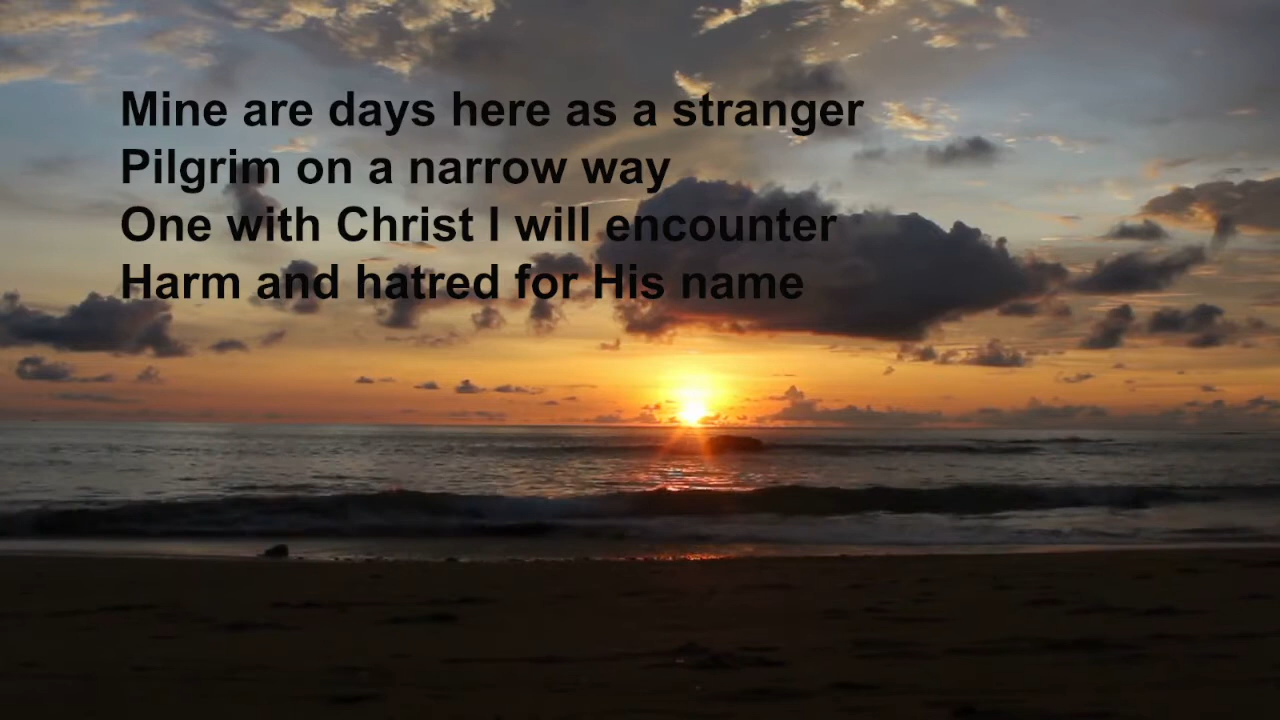 Mine are days here as a stranger
Pilgrim on a narrow way
One with Christ I will encounter
Harm and hatred for His name